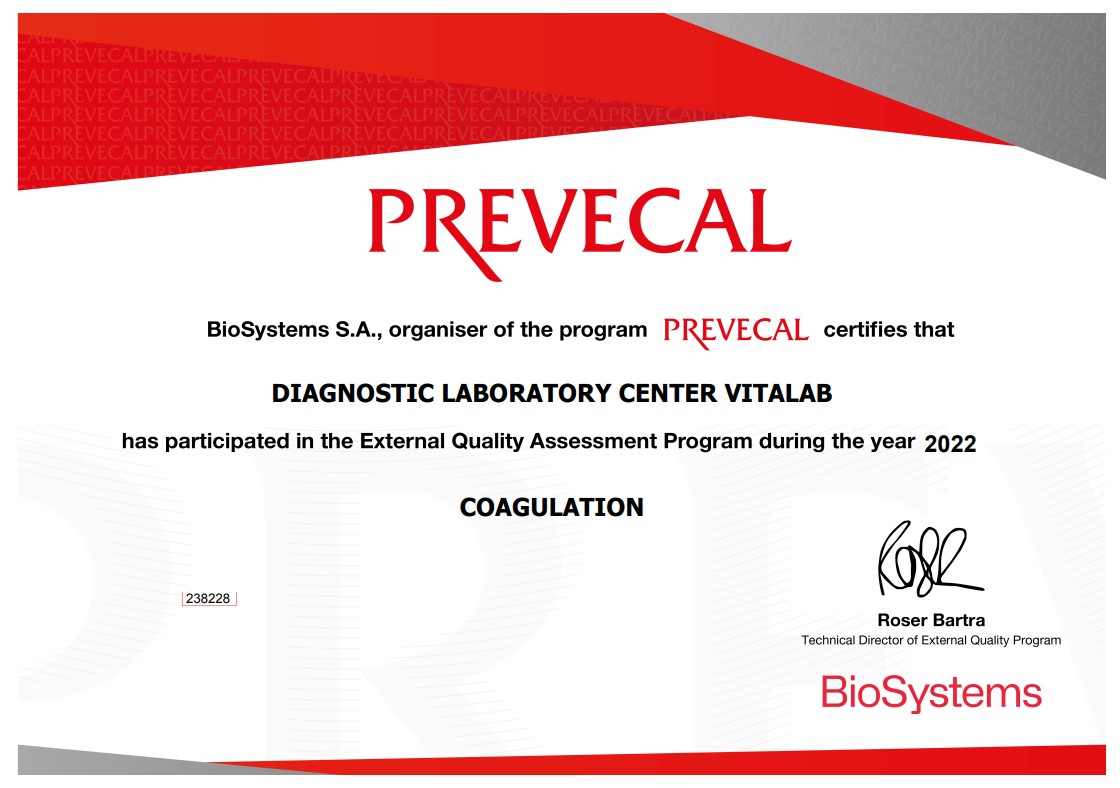 PREVECAL
BioSystems S.A., organiser of the program PREVECAL certifies that
DIAGNOSTIC LABORATORY CENTER VITALAB
has participated in the External Quality Assessment Program during the year 2022
COAGULATION
238228
Roser Bartra
Technical Director of External Quality Program
BioSystems